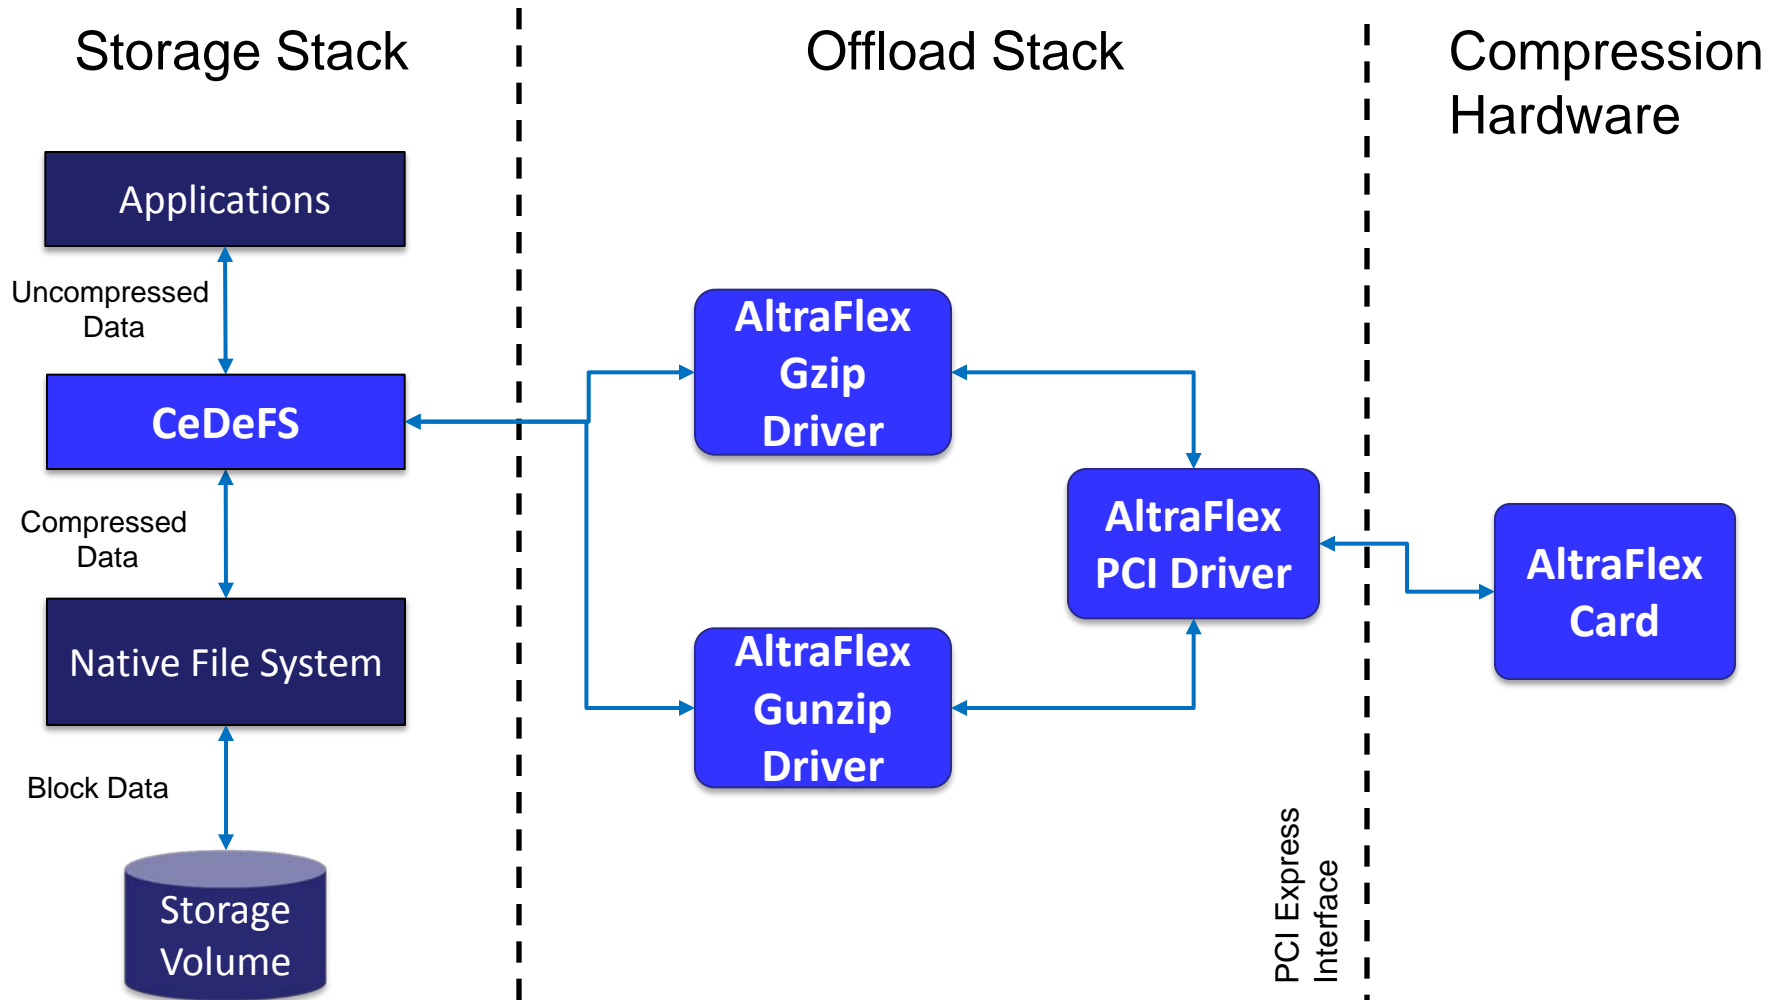 Storage Stack
Offload Stack
Compression
Hardware
Applications
Uncompressed
Data
CeDeFS
Compressed
Data
Native File System
Block Data
Storage
Volume
AltraFlex
Gzip
Driver
AltraFlex
Gunzip
Driver
AltraFlex
PCI Driver
PCI Express
Interface
AltraFlex
Card